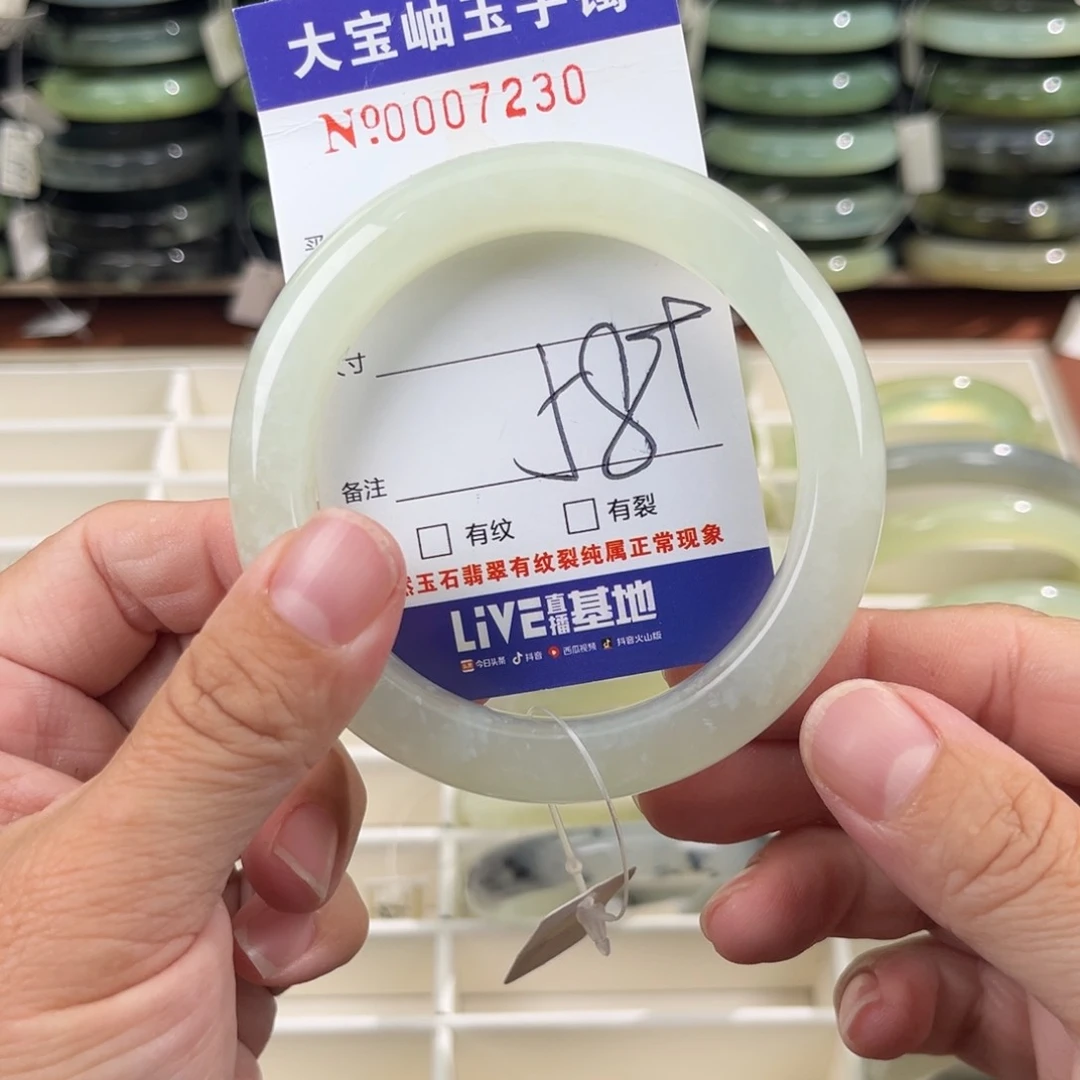 大宝岫玉手镯
№0007230
寸
58
备注
□ 有纹 □ 有裂
然玉石翡翠有纹裂纯属正常现象
LiVE直播基地
今日头条 抖音 西瓜视频 抖音火山版